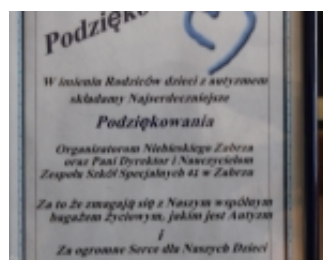 Podzięko
W imieniu Rodziców dzieci z autyzmem
składamy Najserdeczniejsze
Podziękowania
Organizatorom Niebieskiego Zabrza
oraz Pani Dyrektor i Nauczycielom
Zespołu Szkół Specjalnych 41 w Zabrzu
Za to że zmagają się z Naszym wspólnym
bagażem życiowym, jakim jest Autyzm
i
Za ogromne Serce dla Naszych Dzieci